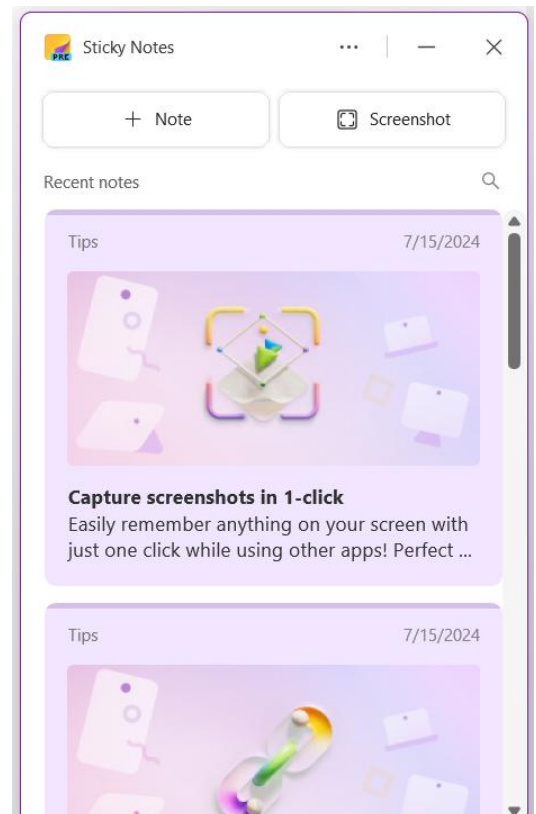 PRE
Sticky Notes
Note
Screenshot
Recent notes
Tips
7/15/2024
Capture screenshots in 1-click
Easily remember anything on your screen with
just one click while using other apps! Perfect ...
Tips
7/15/2024